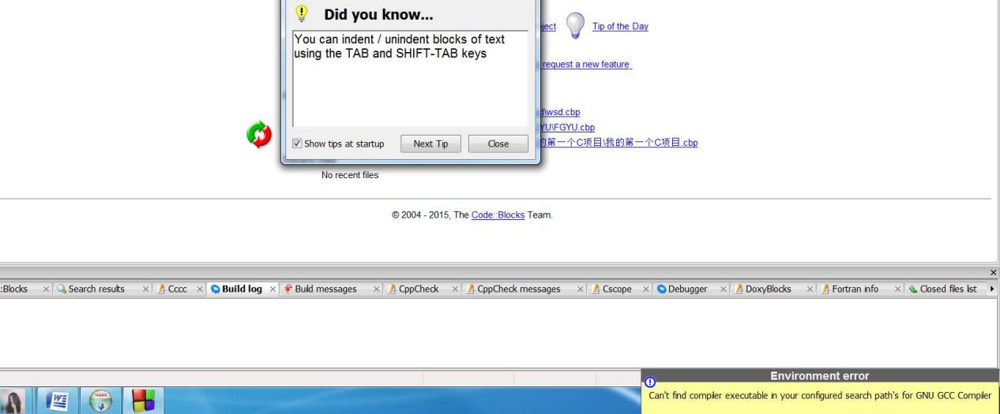 Did you know...
ject
Tip of the Day
You can indent / unindent blocks of text
using the TAB and SHIFT-TAB keys
request a new feature
d\wsd.cbp
YU\FGYU.cbp
的第一个C项目\我的第一个C项目.cbp
Show tips at startup
Next Tip
Close
No recent files
© 2004 - 2015, The Code::Blocks Team.
:Blocks
Search results
Cccc
Build log
Build messages
CppCheck
CppCheck messages
Cscope
Debugger
DoxyBlocks
Fortran info
Closed files list
Environment error
Can't find compiler executable in your configured search path's for GNU GCC Compiler